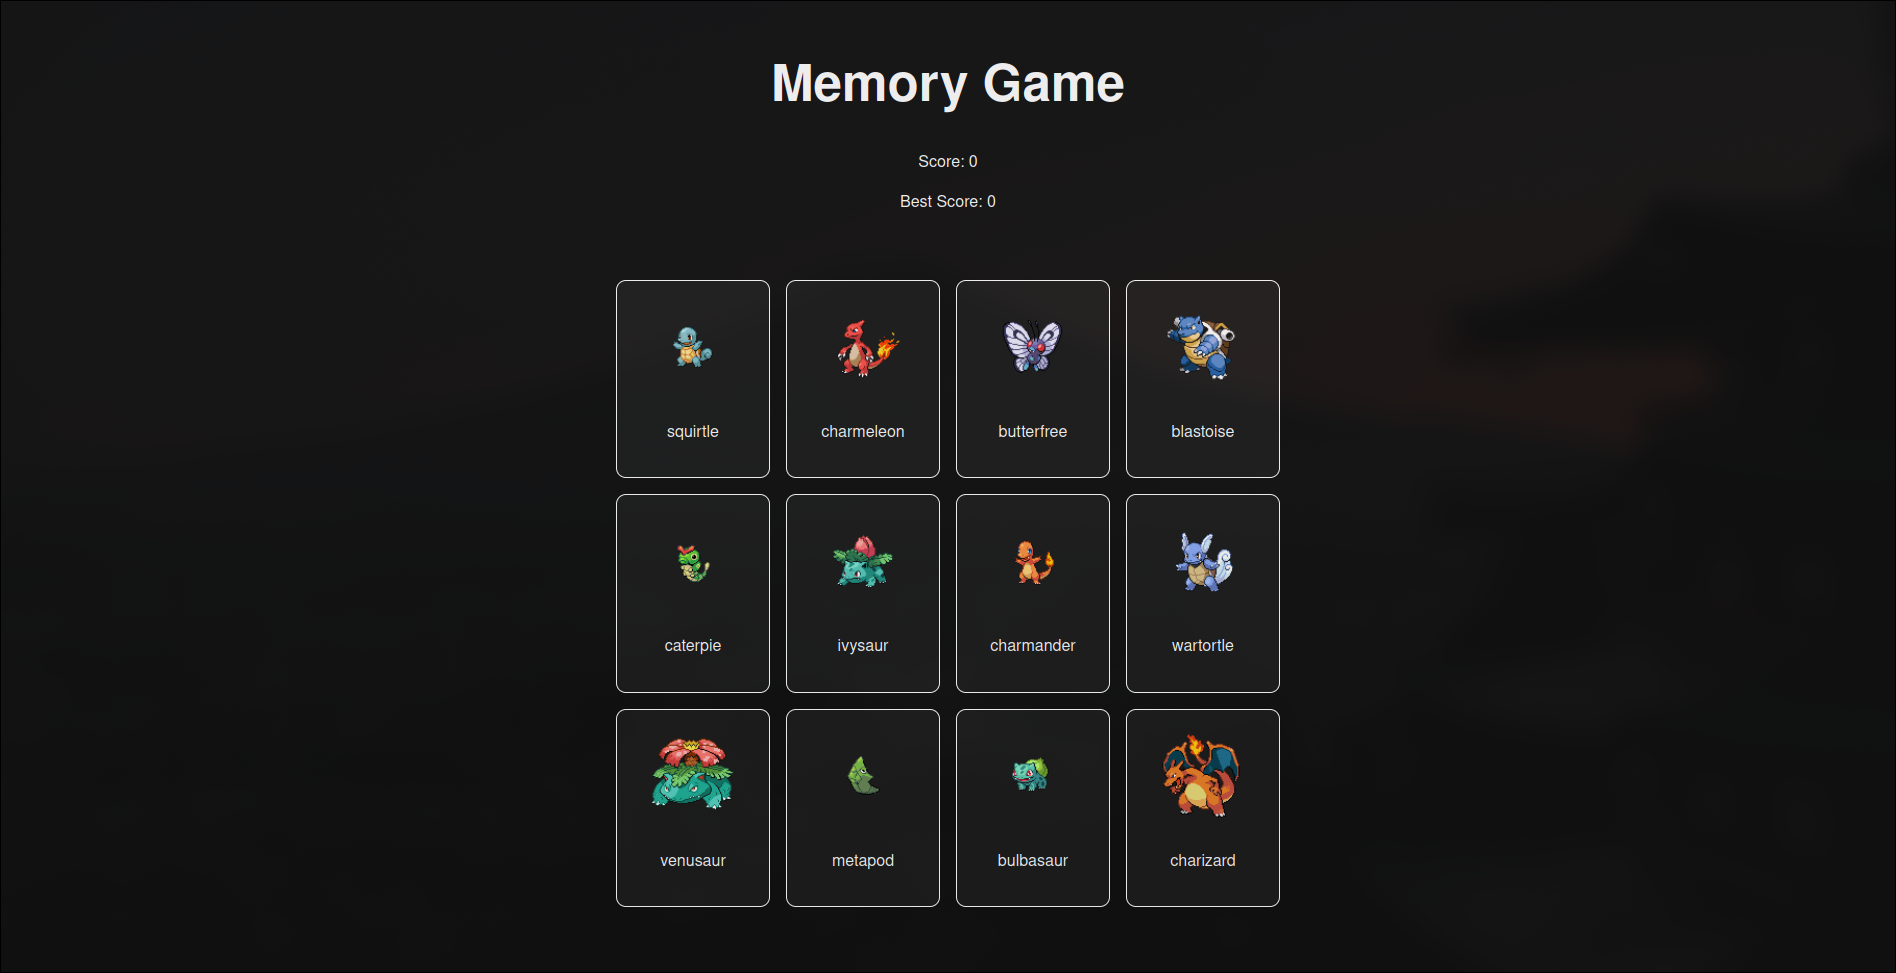 Memory Game
Score: 0
Best Score: 0
squirtle
charmeleon
butterfree
blastoise
caterpie
ivysaur
charmander
wartortle
venusaur
metapod
bulbasaur
charizard